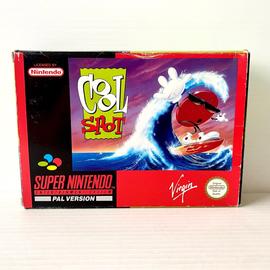 LICENSED BY
Nintendo
COOL
SPOT
SUPER NINTENDO
ENTERTAINMENT SYSTEM
PAL VERSION
Virgin